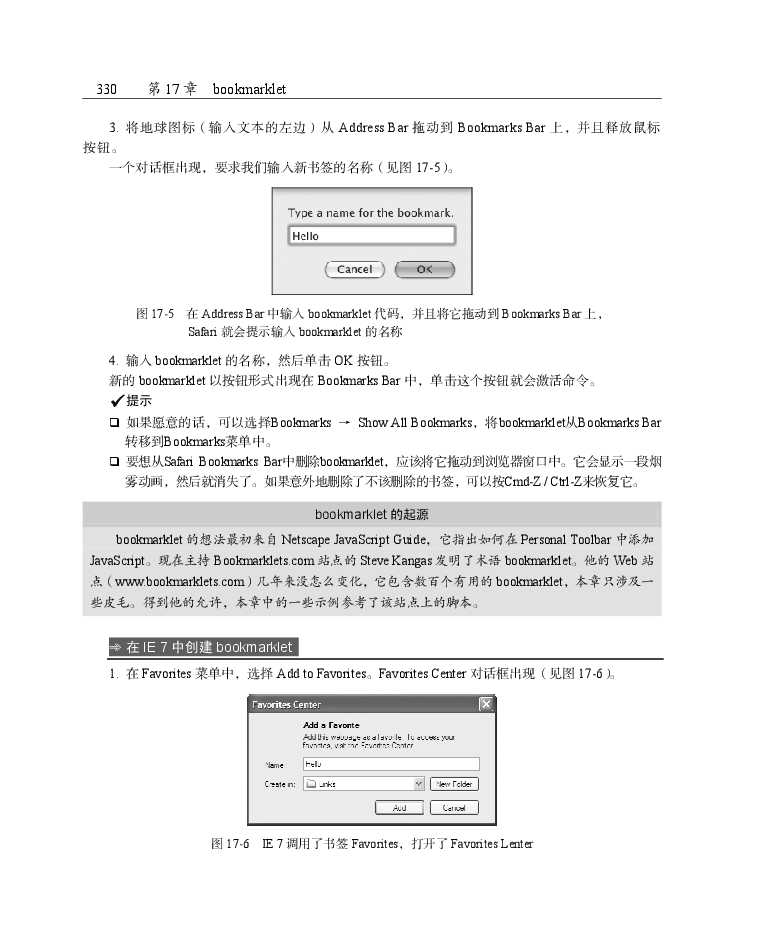 330 第 17 章 bookmarklet
3. 将地球图标（输入文本的左边）从 Address Bar 拖动到 Bookmarks Bar 上，并且释放鼠标
按钮。
一个对话框出现，要求我们输入新书签的名称（见图 17-5）。
Type a name for the bookmark.
Hello
Cancel OK
图 17-5 在 Address Bar 中输入 bookmarklet 代码，并且将它拖动到 Bookmarks Bar 上，
Safari 就会提示输入 bookmarklet 的名称
4. 输入 bookmarklet 的名称，然后单击 OK 按钮。
新的 bookmarklet 以按钮形式出现在 Bookmarks Bar 中，单击这个按钮就会激活命令。
✓提示
❑ 如果愿意的话，可以选择Bookmarks → Show All Bookmarks，将bookmarklet从Bookmarks Bar
转移到Bookmarks菜单中。
❑ 要想从Safari Bookmarks Bar中删除bookmarklet，应该将它拖动到浏览器窗口中。它会显示一段烟
雾动画，然后就消失了。如果意外地删除了不该删除的书签，可以按Cmd-Z / Ctrl-Z来恢复它。
bookmarklet 的起源
bookmarklet 的想法最初来自 Netscape JavaScript Guide，它指出如何在 Personal Toolbar 中添加
JavaScript。现在主持 Bookmarklets.com 站点的 Steve Kangas 发明了术语 bookmarklet。他的 Web 站
点（www.bookmarklets.com）几年来没怎么变化，它包含数百个有用的 bookmarklet，本章只涉及一
些皮毛。得到他的允许，本章中的一些示例参考了该站点上的脚本。
➾ 在 IE 7 中创建 bookmarklet
1. 在 Favorites 菜单中，选择 Add to Favorites。Favorites Center 对话框出现（见图 17-6）。
Favorites Center
Add a Favorite
Add this webpage as a favorite. To access your
favorites, visit the Favorites Center.
Name: Hello
Create in: Links New Folder
Add Cancel
图 17-6 IE 7 调用了书签 Favorites，打开了 Favorites Lenter